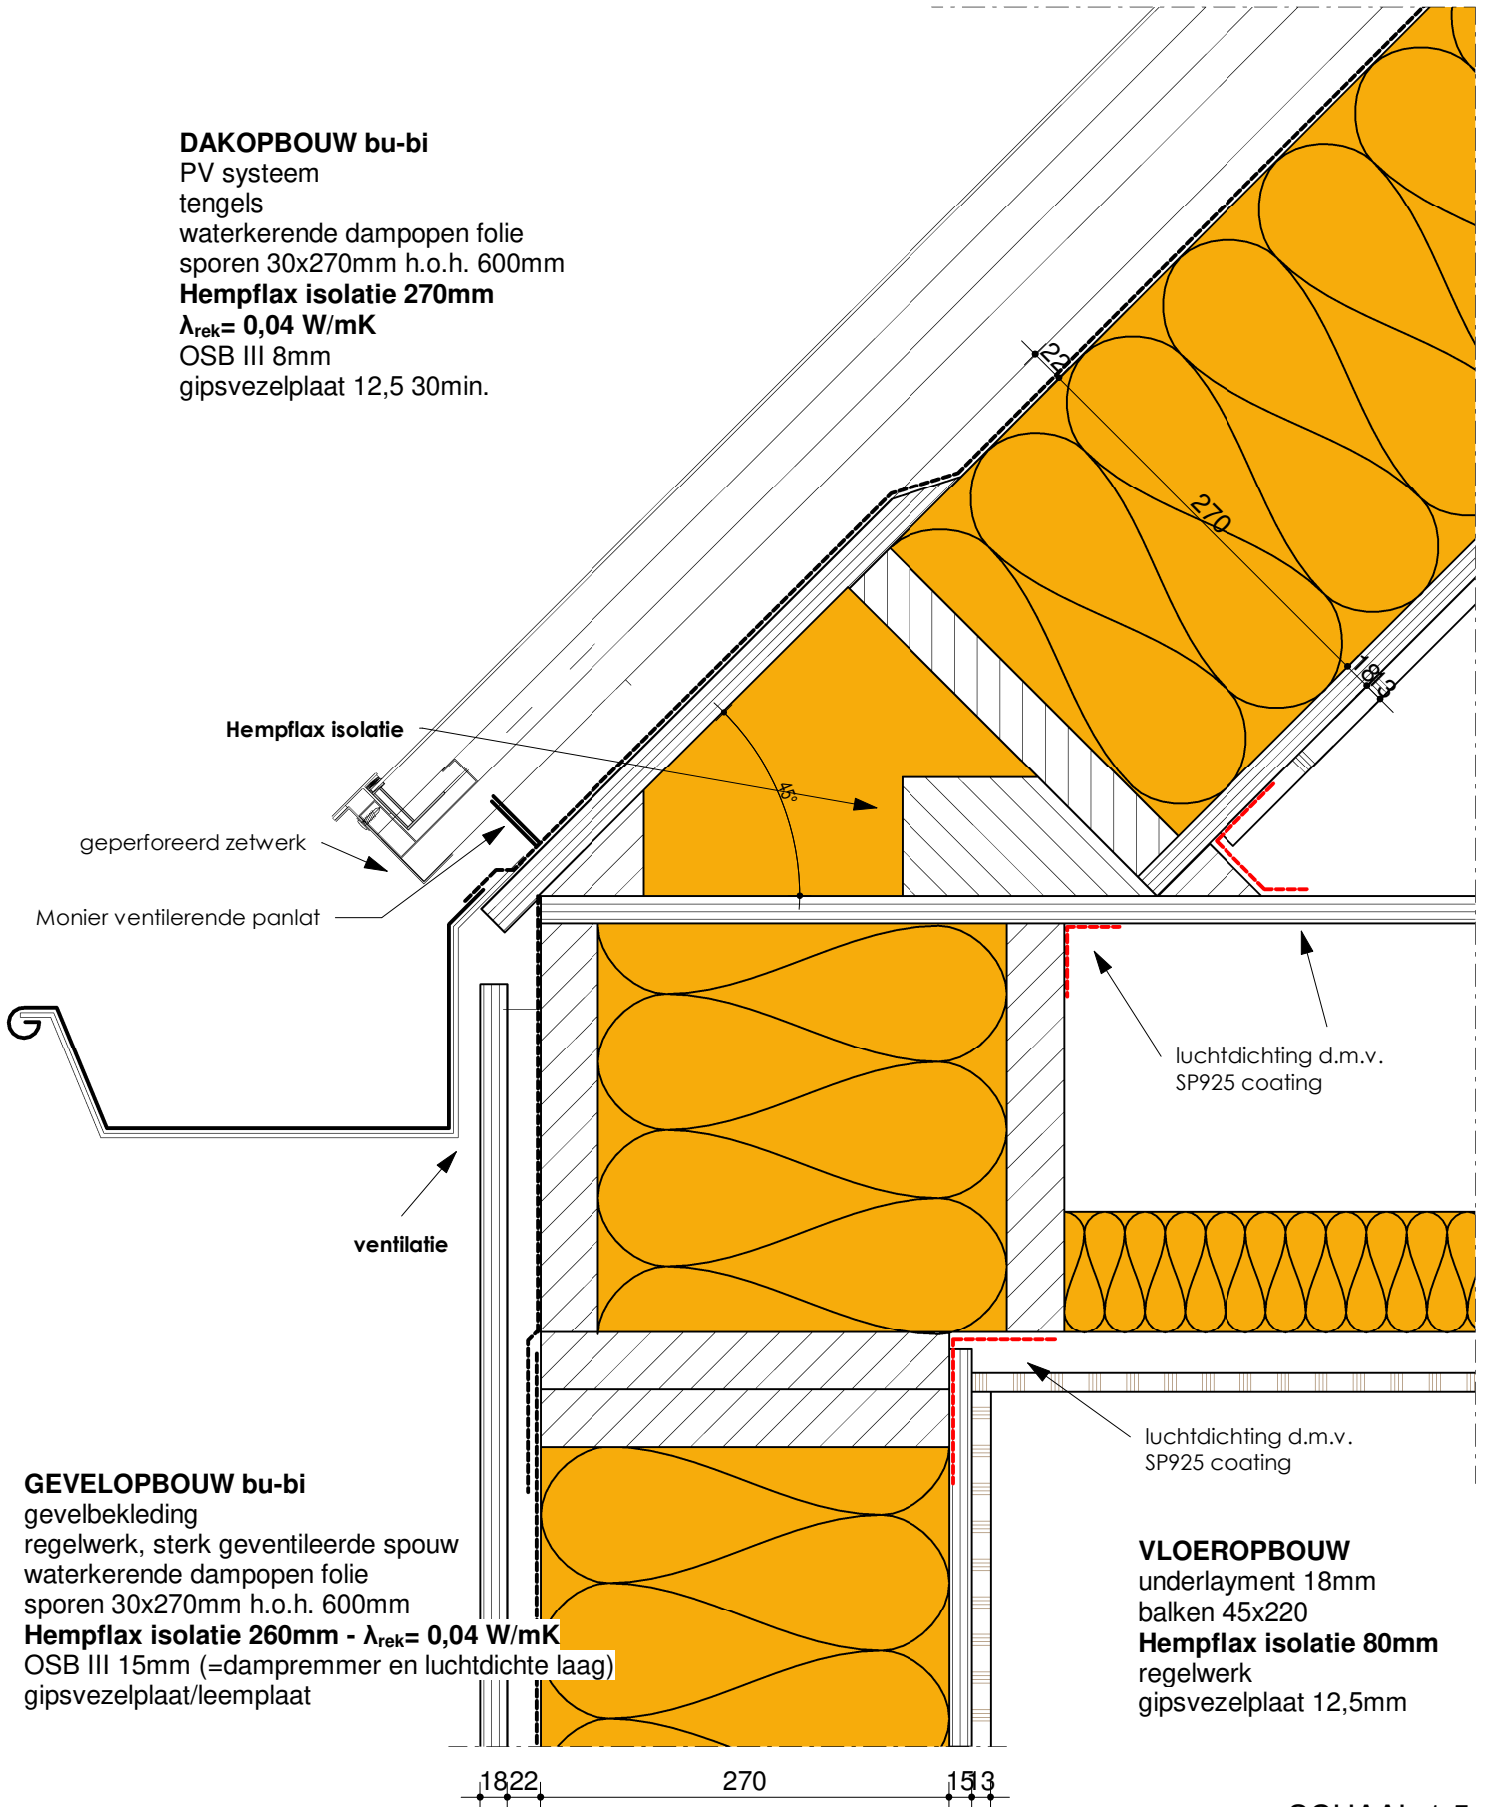 DAKOPBOUW bu-bi
PV systeem
tengels
waterkerende dampopen folie
sporen 30x270mm h.o.h. 600mm
Hempflax isolatie 270mm
λrek= 0,04 W/mK
OSB III 8mm
gipsvezelplaat 12,5 30min.
22
270
18
13
Hempflax isolatie
45°
geperforeerd zetwerk
Monier ventilerende panlat
luchtdichting d.m.v.
SP925 coating
ventilatie
luchtdichting d.m.v.
SP925 coating
GEVELOPBOUW bu-bi
gevelbekleding
regelwerk, sterk geventileerde spouw
waterkerende dampopen folie
sporen 30x270mm h.o.h. 600mm
Hempflax isolatie 260mm - λrek= 0,04 W/mK
OSB III 15mm (=dampremmer en luchtdichte laag)
gipsvezelplaat/leemplaat
VLOEROPBOUW
underlayment 18mm
balken 45x220
Hempflax isolatie 80mm
regelwerk
gipsvezelplaat 12,5mm
18 22 270 15 13